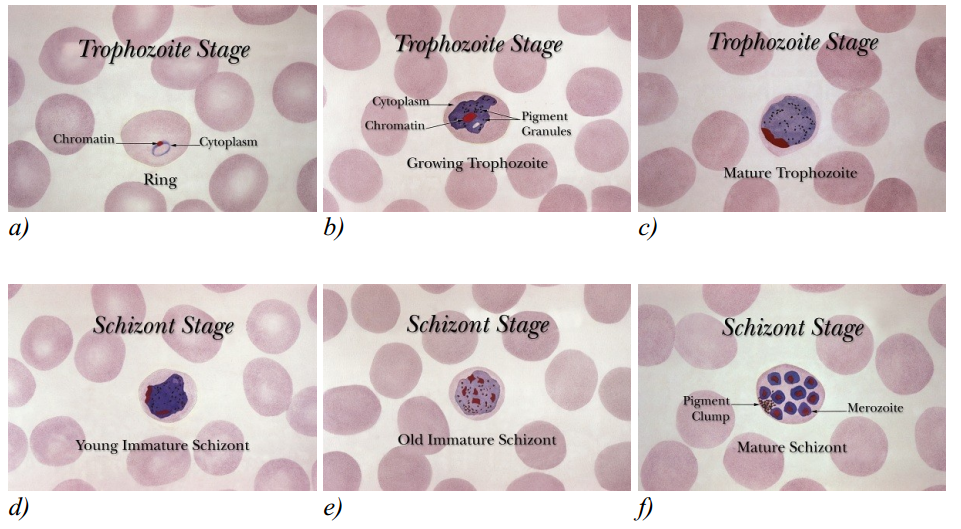 Trophozoite Stage
Chromatin
Cytoplasm
Ring
a)
Trophozoite Stage
Cytoplasm
Chromatin
Pigment
Granules
Growing Trophozoite
b)
Trophozoite Stage
Mature Trophozoite
c)
Schizont Stage
Young Immature Schizont
d)
Schizont Stage
Old Immature Schizont
e)
Schizont Stage
Pigment
Clump
Merozoite
Mature Schizont
f)